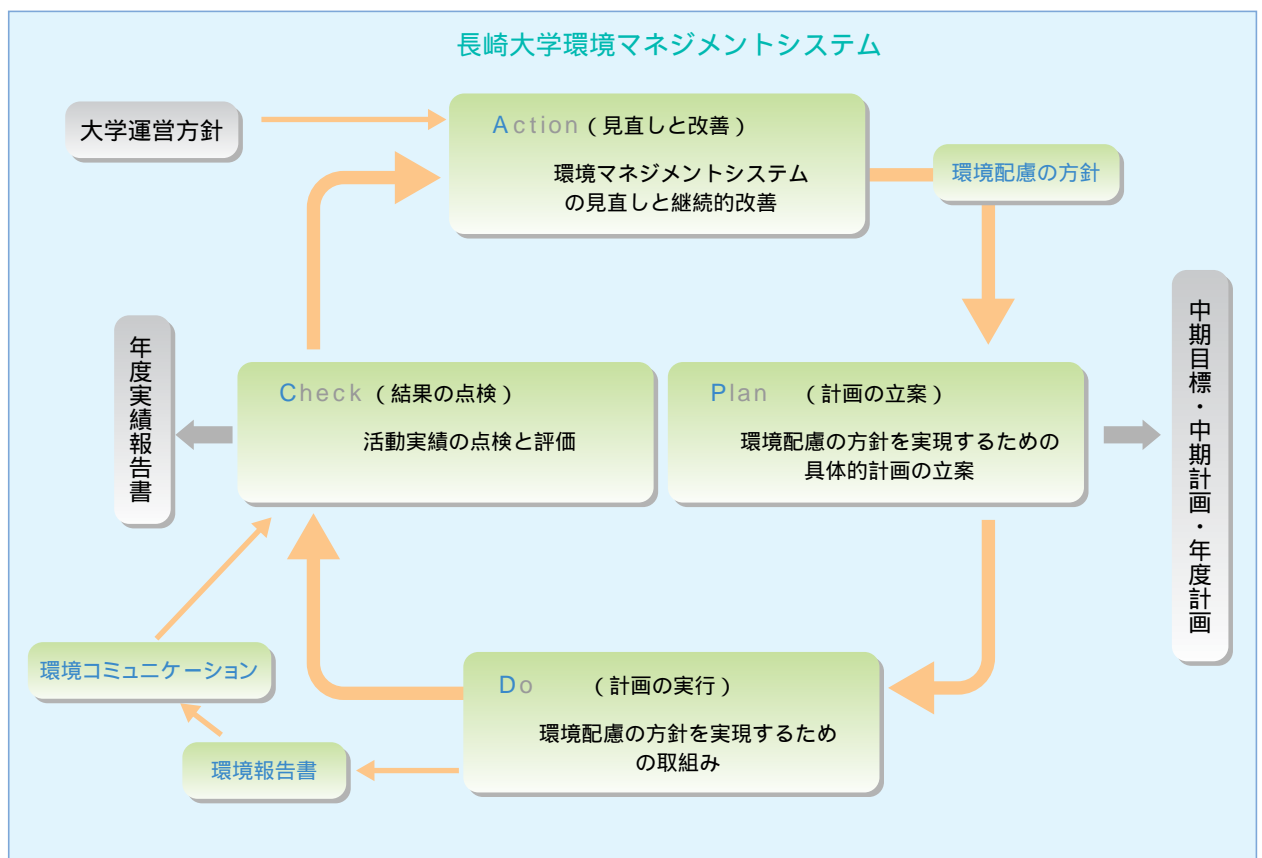 長崎大学環境マネジメントシステム
大学運営方針
Action(見直しと改善)
環境マネジメントシステム
の見直しと継続的改善
環境配慮の方針
年度実績報告書
Check(結果の点検)
活動実績の点検と評価
Plan (計画の立案)
環境配慮の方針を実現するための
具体的計画の立案
中期目標・中期計画・年度計画
環境コミュニケーション
環境報告書
Do (計画の実行)
環境配慮の方針を実現するため
の取組み